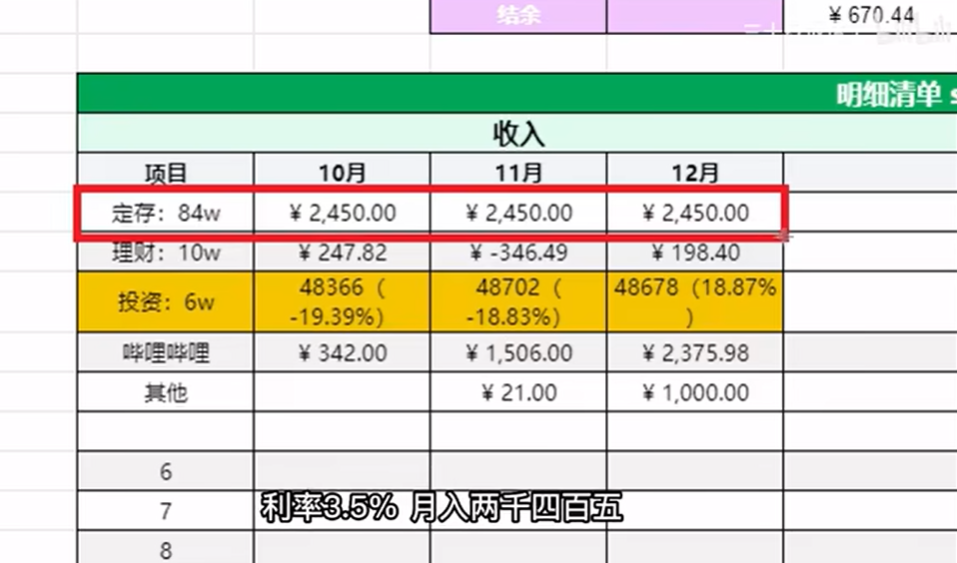 结余 ¥ 670.44
明细清单 s
收入
项目 10月 11月 12月
定存：84w ¥ 2,450.00 ¥ 2,450.00 ¥ 2,450.00
理财：10w ¥ 247.82 ¥ -346.49 ¥ 198.40
投资：6w 48366（ 48702（ 48678（18.87%
-19.39%） -18.83%） ）
哔哩哔哩 ¥ 342.00 ¥ 1,506.00 ¥ 2,375.98
其他 ¥ 21.00 ¥ 1,000.00
6
7
利率3.5% 月入两千四百五
8